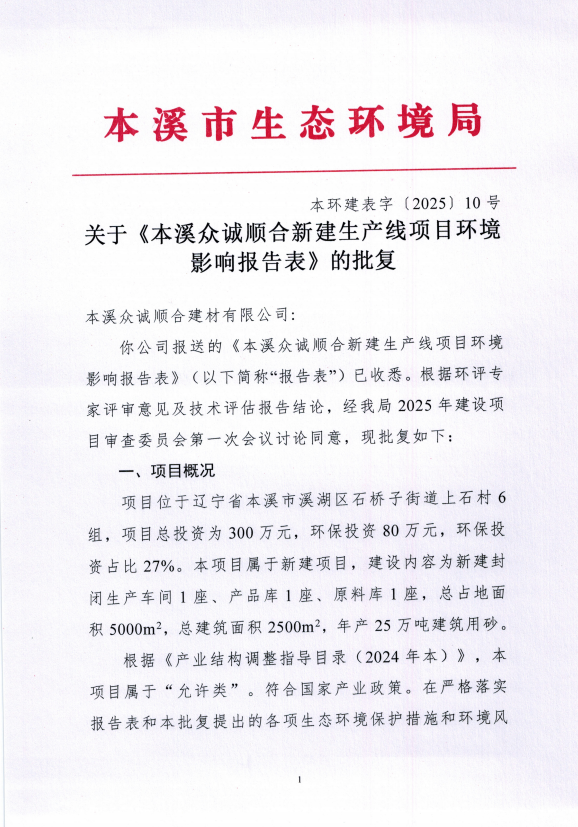 本溪市生态环境局
本环建表字〔2025〕10 号
关于《本溪众诚顺合新建生产线项目环境
影响报告表》的批复
本溪众诚顺合建材有限公司:
你公司报送的《本溪众诚顺合新建生产线项目环境
影响报告表》（以下简称“报告表”）已收悉。根据环评专
家评审意见及技术评估报告结论，经我局 2025 年建设项
目审查委员会第一次会议讨论同意，现批复如下：
一、项目概况
项目位于辽宁省本溪市溪湖区石桥子街道上石村 6
组，项目总投资为 300 万元，环保投资 80 万元，环保投
资占比 27%。本项目属于新建项目，建设内容为新建封
闭生产车间 1 座、产品库 1 座、原料库 1 座，总占地面
积 5000m²，总建筑面积 2500m²，年产 25 万吨建筑用砂。
根据《产业结构调整指导目录（2024 年本）》，本
项目属于“允许类”。符合国家产业政策。在严格落实
报告表和本批复提出的各项生态环境保护措施和环境风
1